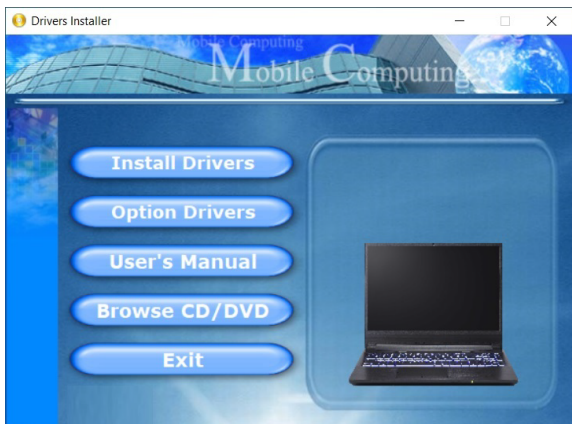 Drivers Installer
Mobile Computing
Mobile Computing
Install Drivers
Option Drivers
User's Manual
Browse CD/DVD
Exit